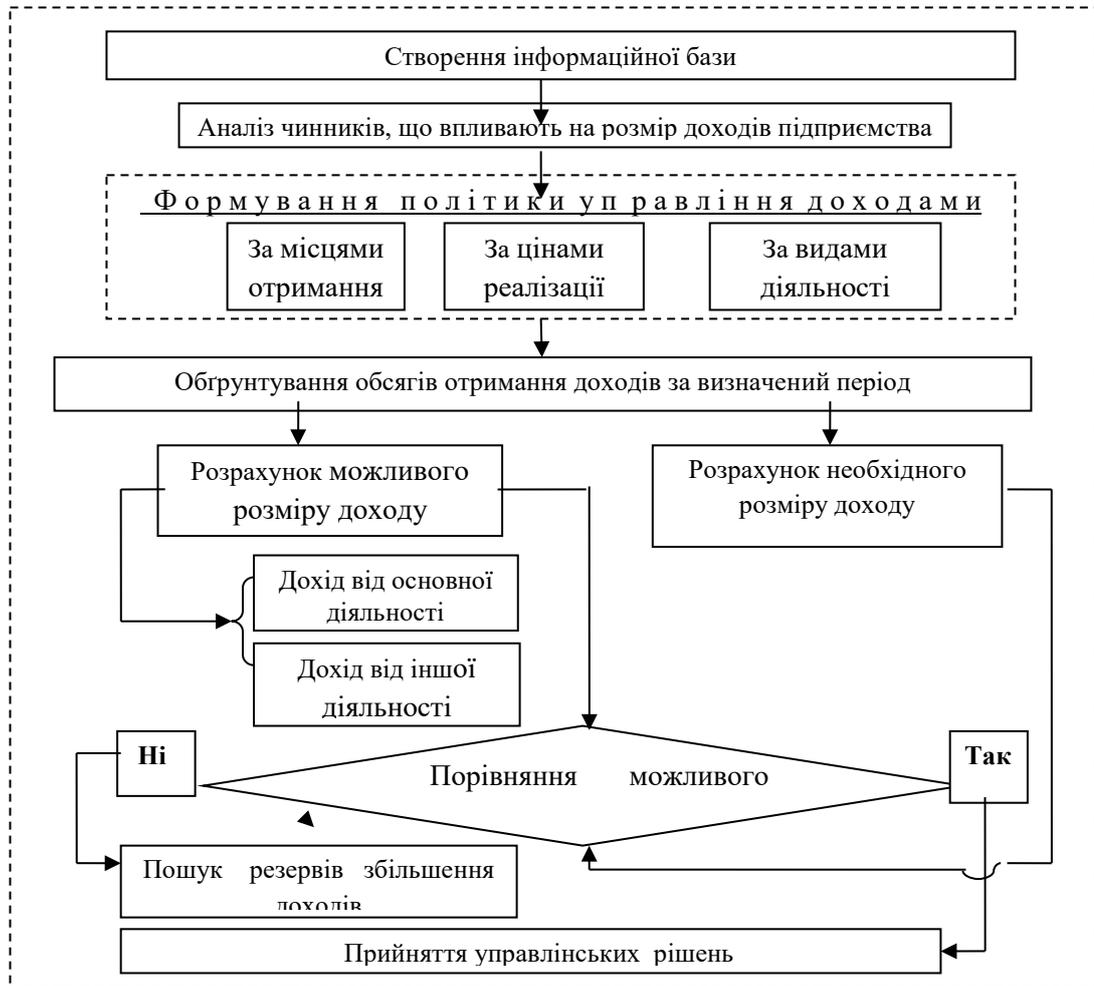 Створення інформаційної бази
Аналіз чинників, що впливають на розмір доходів підприємства
Формування політики управління доходами
За місцями
отримання
За цінами
реалізації
За видами
діяльності
Обґрунтування обсягів отримання доходів за визначений період
Розрахунок можливого
розміру доходу
Розрахунок необхідного
розміру доходу
Дохід від основної
діяльності
Дохід від іншої
діяльності
Ні
Порівняння можливого
Так
Пошук резервів збільшення
доходів
Прийняття управлінських рішень